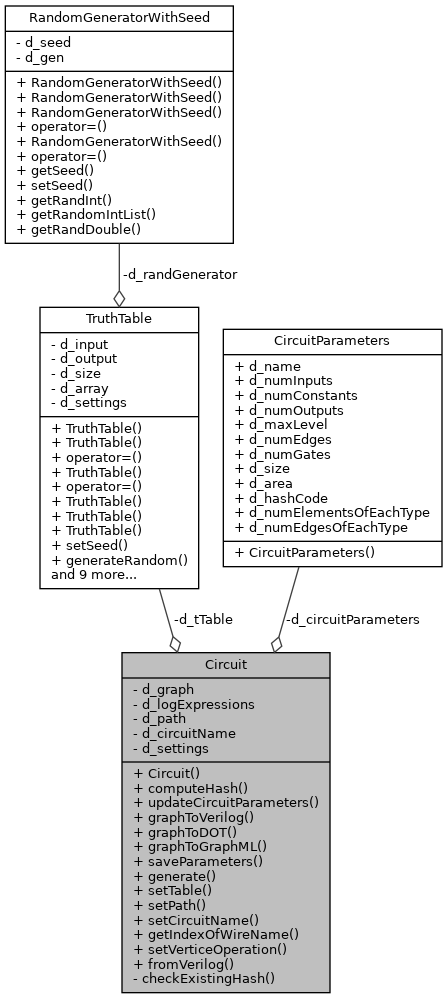 RandomGeneratorWithSeed
- d_seed
- d_gen
+ RandomGeneratorWithSeed()
+ RandomGeneratorWithSeed()
+ RandomGeneratorWithSeed()
+ operator=()
+ RandomGeneratorWithSeed()
+ operator=()
+ getSeed()
+ setSeed()
+ getRandInt()
+ getRandomIntList()
+ getRandDouble()
-d_randGenerator
TruthTable
- d_input
- d_output
- d_size
- d_array
- d_settings
+ TruthTable()
+ TruthTable()
+ operator=()
+ TruthTable()
+ operator=()
+ TruthTable()
+ TruthTable()
+ TruthTable()
+ setSeed()
+ generateRandom()
and 9 more...
CircuitParameters
+ d_name
+ d_numInputs
+ d_numConstants
+ d_numOutputs
+ d_maxLevel
+ d_numEdges
+ d_numGates
+ d_size
+ d_area
+ d_hashCode
+ d_numElementsOfEachType
+ d_numEdgesOfEachType
+ CircuitParameters()
-d_tTable
-d_circuitParameters
Circuit
- d_graph
- d_logExpressions
- d_path
- d_circuitName
- d_settings
+ Circuit()
+ computeHash()
+ updateCircuitParameters()
+ graphToVerilog()
+ graphToDOT()
+ graphToGraphML()
+ saveParameters()
+ generate()
+ setTable()
+ setPath()
+ setCircuitName()
+ getIndexOfWireName()
+ setVerticeOperation()
+ fromVerilog()
- checkExistingHash()